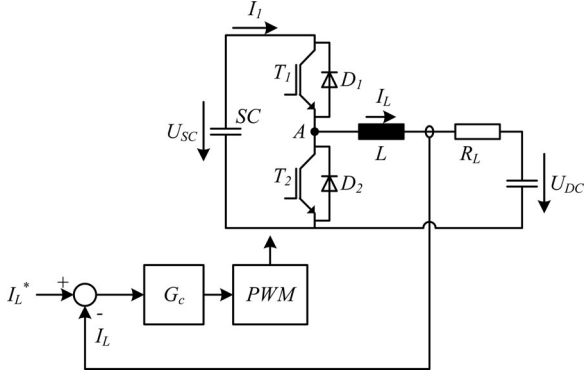 I1
T1
D1
IL
USC
SC
A
L
RL
T2
D2
UDC
IL*
+
-
IL
Gc
PWM